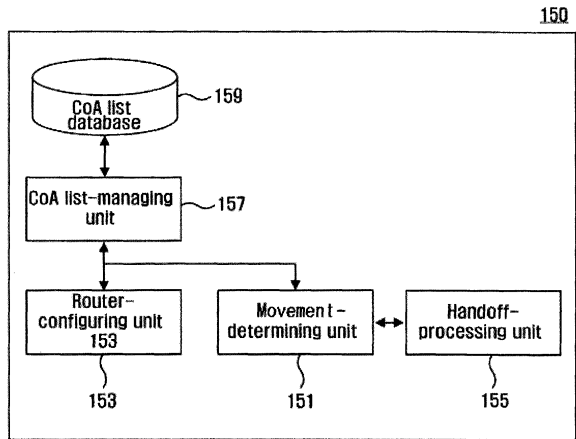 150
CoA list
database
159
CoA list-managing
unit
157
Router-
configuring unit
153
Movement-
determining unit
Handoff-
processing unit
153
151
155